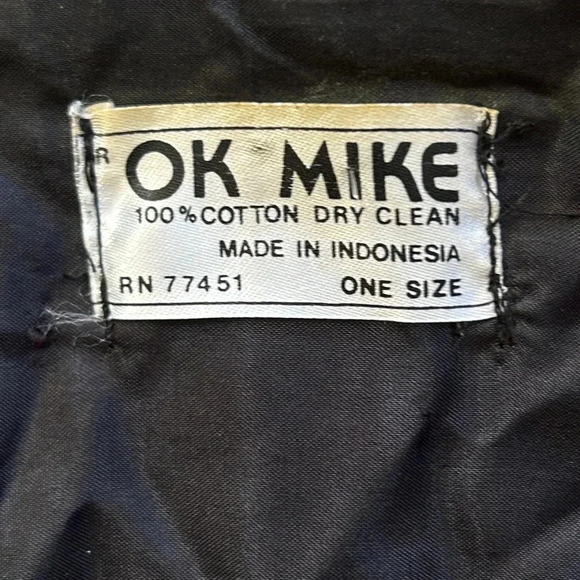 OK MIKE
100% COTTON DRY CLEAN
MADE IN INDONESIA
RN 77451 ONE SIZE
R